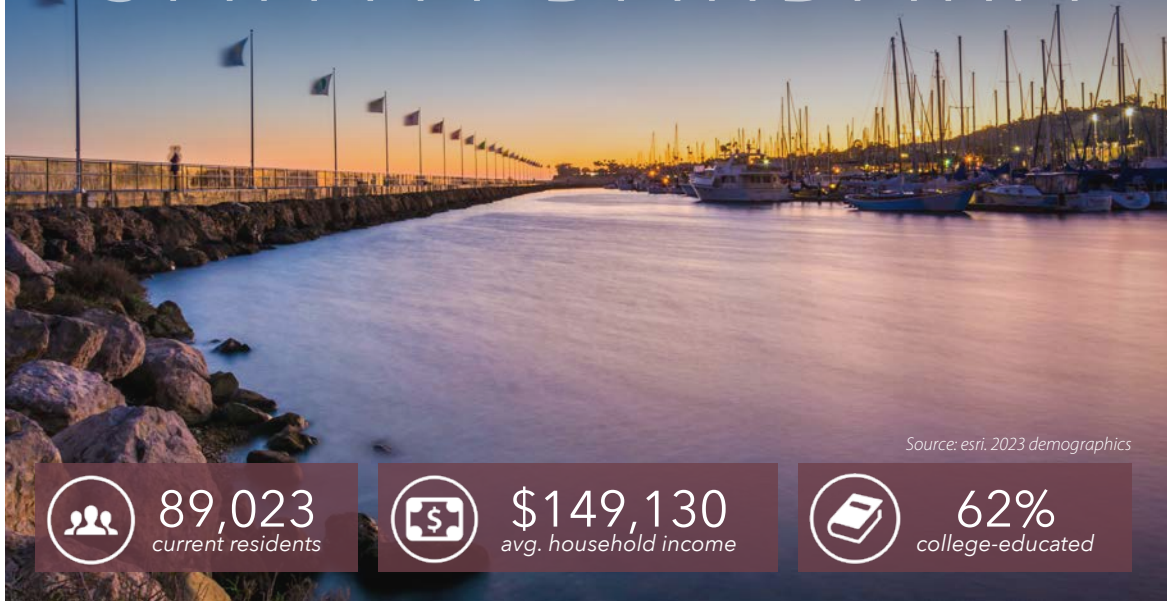 Source: esri. 2023 demographics
89,023
current residents
$149,130
avg. household income
62%
college-educated